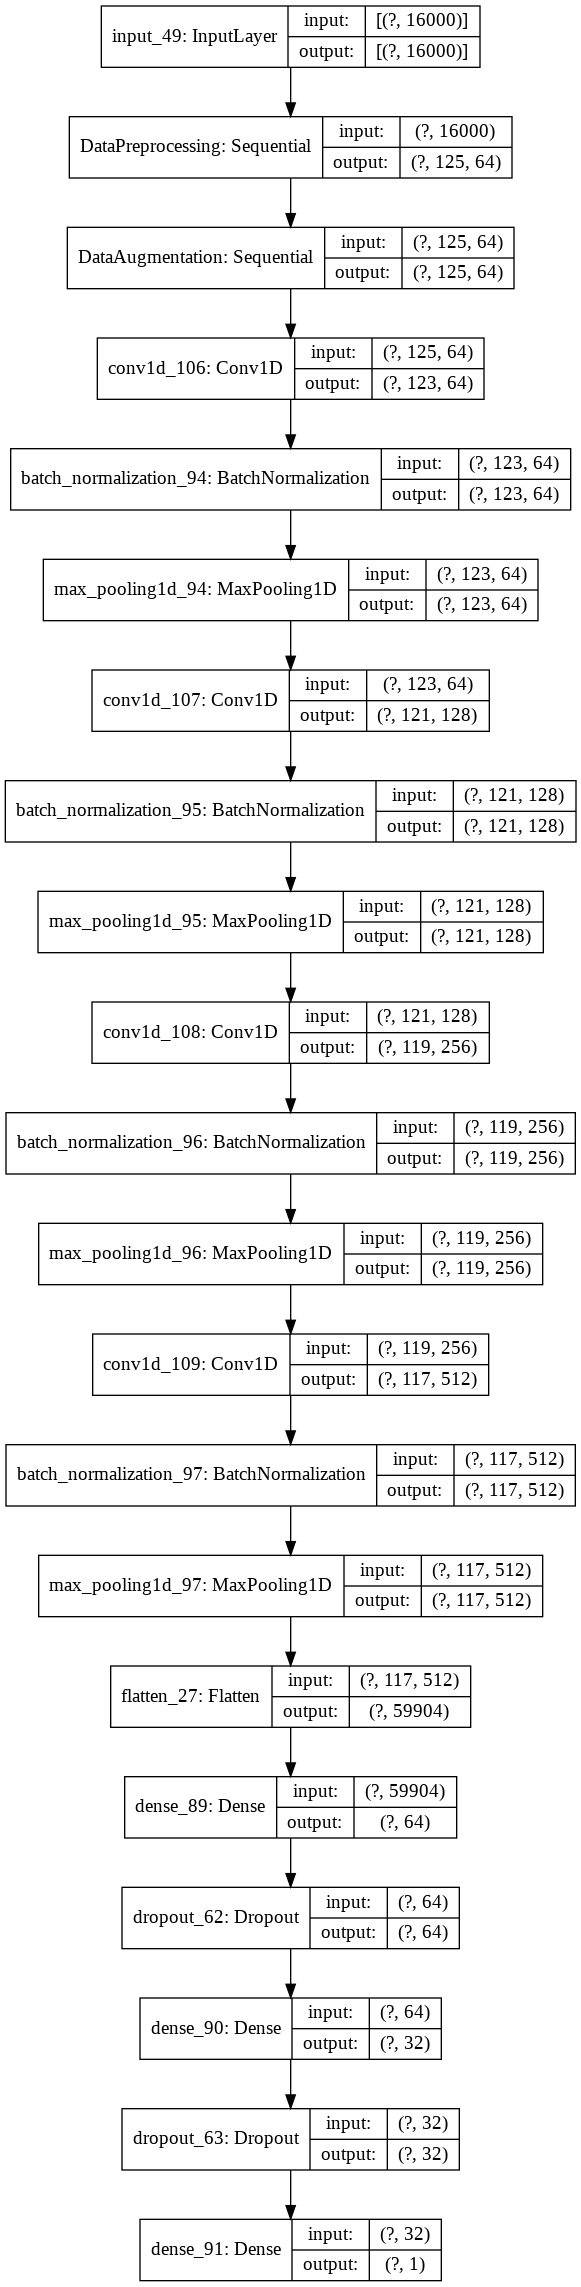 input_49: InputLayer
input: [(?, 16000)]
output: [(?, 16000)]
DataPreprocessing: Sequential
input: (?, 16000)
output: (?, 125, 64)
DataAugmentation: Sequential
input: (?, 125, 64)
output: (?, 125, 64)
conv1d_106: Conv1D
input: (?, 125, 64)
output: (?, 123, 64)
batch_normalization_94: BatchNormalization
input: (?, 123, 64)
output: (?, 123, 64)
max_pooling1d_94: MaxPooling1D
input: (?, 123, 64)
output: (?, 123, 64)
conv1d_107: Conv1D
input: (?, 123, 64)
output: (?, 121, 128)
batch_normalization_95: BatchNormalization
input: (?, 121, 128)
output: (?, 121, 128)
max_pooling1d_95: MaxPooling1D
input: (?, 121, 128)
output: (?, 121, 128)
conv1d_108: Conv1D
input: (?, 121, 128)
output: (?, 119, 256)
batch_normalization_96: BatchNormalization
input: (?, 119, 256)
output: (?, 119, 256)
max_pooling1d_96: MaxPooling1D
input: (?, 119, 256)
output: (?, 119, 256)
conv1d_109: Conv1D
input: (?, 119, 256)
output: (?, 117, 512)
batch_normalization_97: BatchNormalization
input: (?, 117, 512)
output: (?, 117, 512)
max_pooling1d_97: MaxPooling1D
input: (?, 117, 512)
output: (?, 117, 512)
flatten_27: Flatten
input: (?, 117, 512)
output: (?, 59904)
dense_89: Dense
input: (?, 59904)
output: (?, 64)
dropout_62: Dropout
input: (?, 64)
output: (?, 64)
dense_90: Dense
input: (?, 64)
output: (?, 32)
dropout_63: Dropout
input: (?, 32)
output: (?, 32)
dense_91: Dense
input: (?, 32)
output: (?, 1)